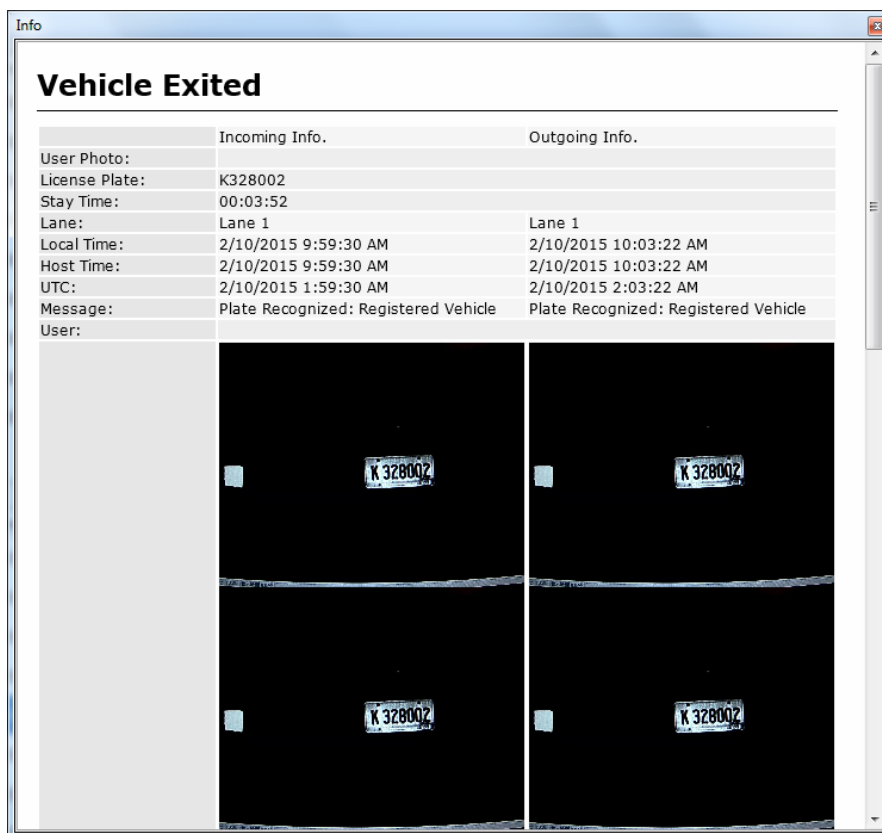 Info
Vehicle Exited
Incoming Info. Outgoing Info.
User Photo:
License Plate: K328002
Stay Time: 00:03:52
Lane: Lane 1 Lane 1
Local Time: 2/10/2015 9:59:30 AM 2/10/2015 10:03:22 AM
Host Time: 2/10/2015 9:59:30 AM 2/10/2015 10:03:22 AM
UTC: 2/10/2015 1:59:30 AM 2/10/2015 2:03:22 AM
Message: Plate Recognized: Registered Vehicle Plate Recognized: Registered Vehicle
User:
K 328002 K 328002
K 328002 K 328002